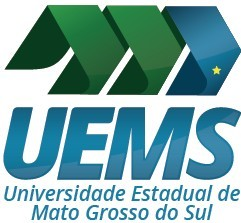 UEMS
Universidade Estadual de
Mato Grosso do Sul